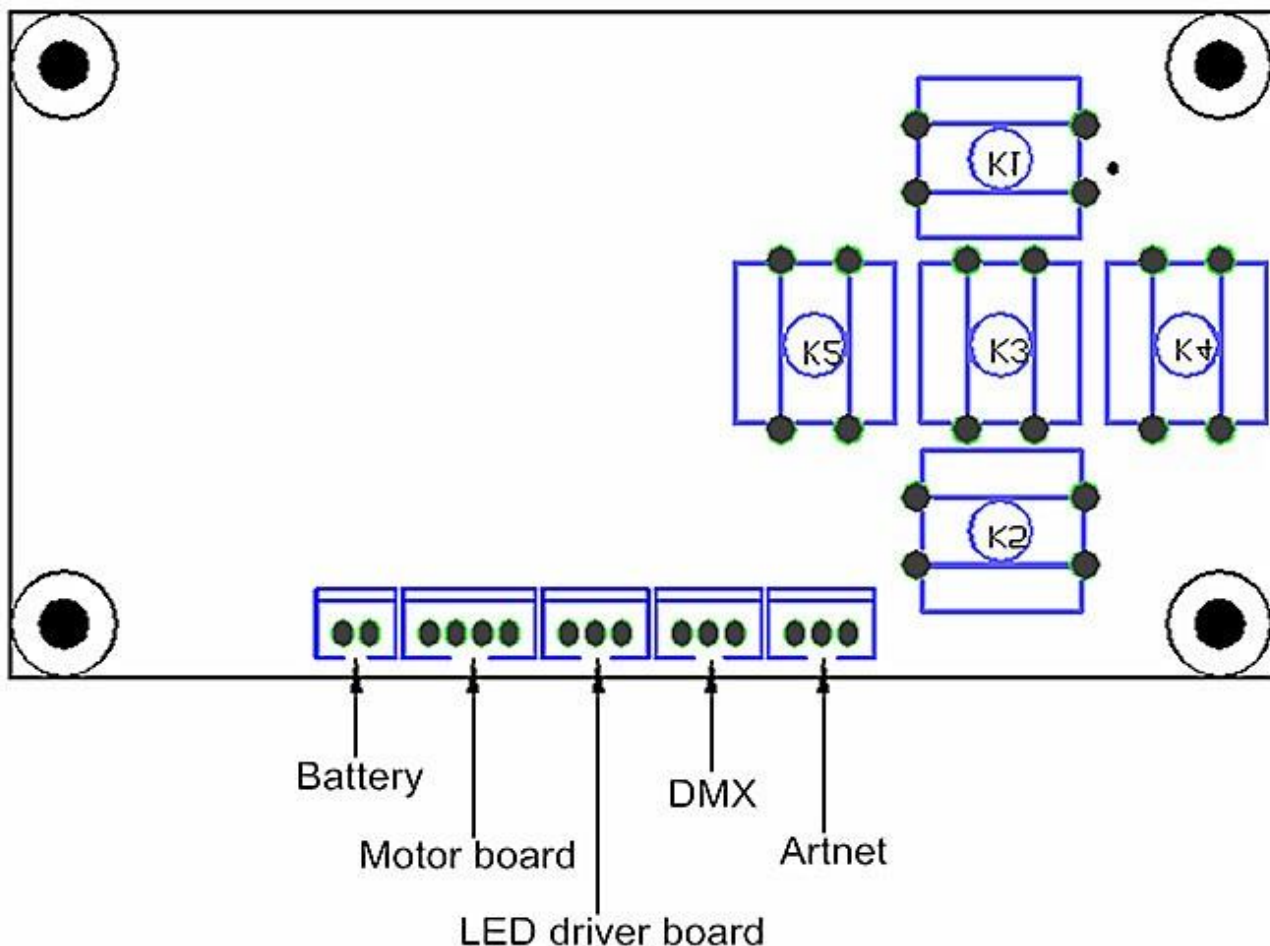 K1
K5
K3
K4
K2
Battery
DMX
Motor board
Artnet
LED driver board